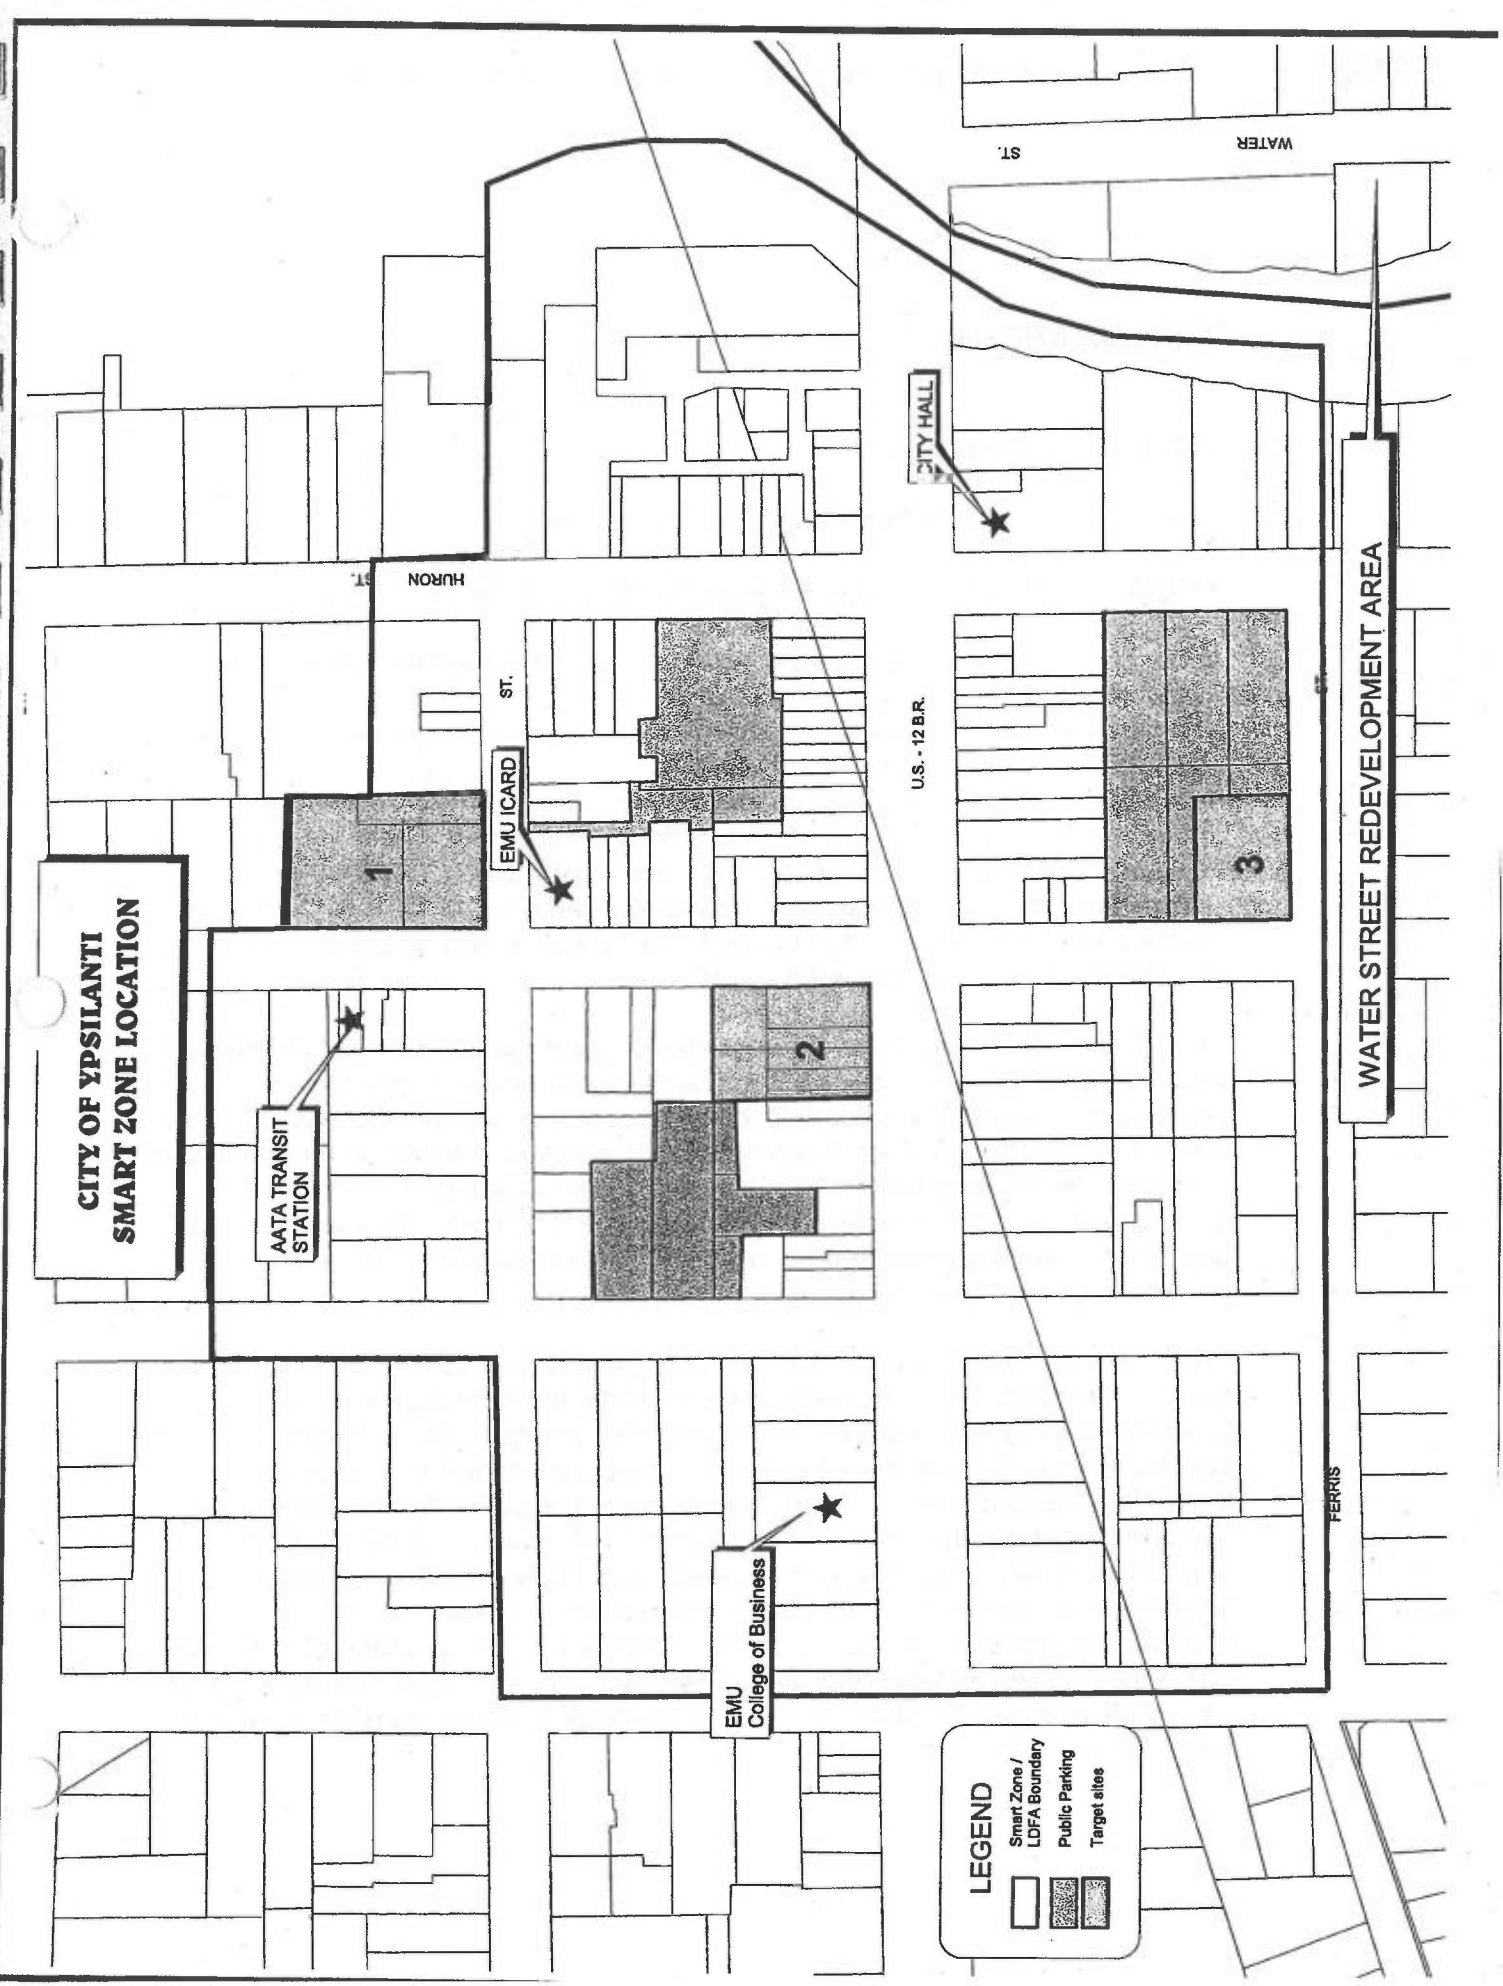 CITY OF YPSILANTI
SMART ZONE LOCATION
AATA TRANSIT
STATION
1
HURON
ST.
ST.
EMU ICARD
2
EMU
College of Business
U.S. - 12 B.R.
CITY HALL
ST.
WATER
3
ST.
FERRIS
WATER STREET REDEVELOPMENT AREA
LEGEND
Smart Zone /
LDFA Boundary
Public Parking
Target sites